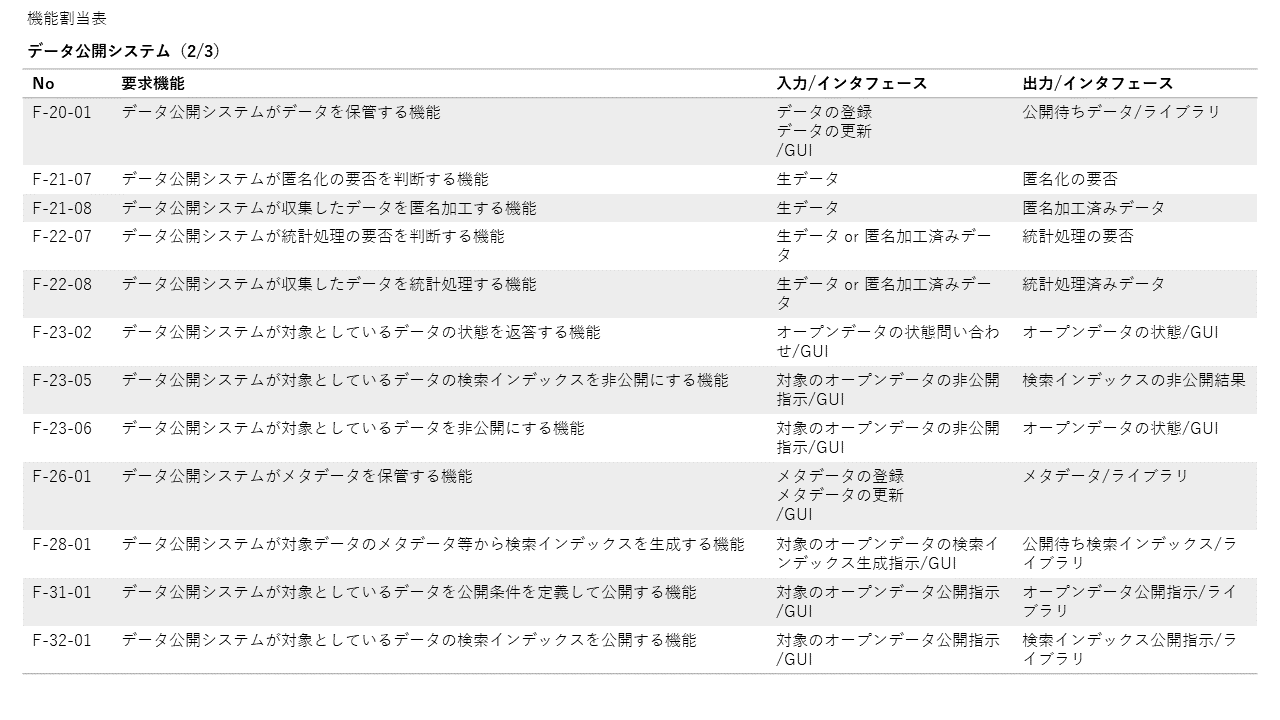 機能割当表
データ公開システム（2/3）
No 要求機能 入力/インタフェース 出力/インタフェース
F-20-01 データ公開システムがデータを保管する機能 データの登録 公開待ちデータ/ライブラリ
データの更新
/GUI
F-21-07 データ公開システムが匿名化の要否を判断する機能 生データ 匿名化の要否
F-21-08 データ公開システムが収集したデータを匿名加工する機能 生データ 匿名加工済みデータ
F-22-07 データ公開システムが統計処理の要否を判断する機能 生データ or 匿名加工済みデー 統計処理の要否
タ
F-22-08 データ公開システムが収集したデータを統計処理する機能 生データ or 匿名加工済みデー 統計処理済みデータ
タ
F-23-02 データ公開システムが対象としているデータの状態を返答する機能 オープンデータの状態問い合わ オープンデータの状態/GUI
せ/GUI
F-23-05 データ公開システムが対象としているデータの検索インデックスを非公開にする機能 対象のオープンデータの非公開 検索インデックスの非公開結果
指示/GUI
F-23-06 データ公開システムが対象としているデータを非公開にする機能 対象のオープンデータの非公開 オープンデータの状態/GUI
指示/GUI
F-26-01 データ公開システムがメタデータを保管する機能 メタデータの登録 メタデータ/ライブラリ
メタデータの更新
/GUI
F-28-01 データ公開システムが対象データのメタデータ等から検索インデックスを生成する機能 対象のオープンデータの検索イ 公開待ち検索インデックス/ラ
ンデックス生成指示/GUI イブラリ
F-31-01 データ公開システムが対象としているデータを公開条件を定義して公開する機能 対象のオープンデータ公開指示 オープンデータ公開指示/ライ
/GUI ブラリ
F-32-01 データ公開システムが対象としているデータの検索インデックスを公開する機能 対象のオープンデータ公開指示 検索インデックス公開指示/ラ
/GUI イブラリ